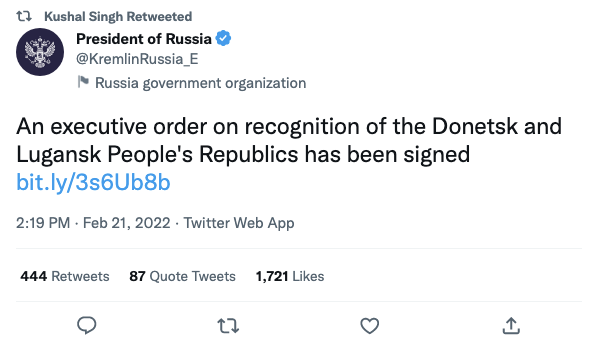 Kushal Singh Retweeted
President of Russia
@KremlinRussia_E
Russia government organization
An executive order on recognition of the Donetsk and
Lugansk People's Republics has been signed
bit.ly/3s6Ub8b
2:19 PM · Feb 21, 2022 · Twitter Web App
444 Retweets 87 Quote Tweets 1,721 Likes